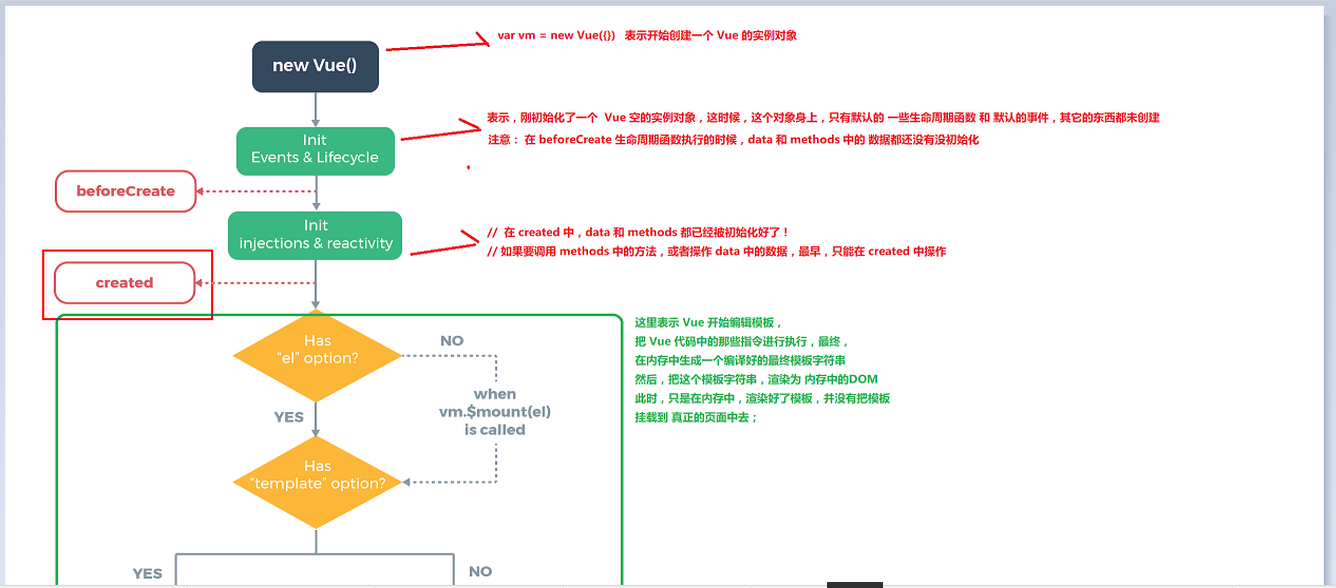 new Vue()
var vm = new Vue({}) 表示开始创建一个 Vue 的实例对象
Init
Events & Lifecycle
表示，刚初始化了一个 Vue 空的实例对象，这时候，这个对象身上，只有默认的 一些生命周期函数 和 默认的事件，其它的东西都未创建
注意： 在 beforeCreate 生命周期函数执行的时候，data 和 methods 中的 数据都还没有没初始化
beforeCreate
Init
injections & reactivity
// 在 created 中，data 和 methods 都已经被初始化好了！
// 如果要调用 methods 中的方法，或者操作 data 中的数据，最早，只能在 created 中操作
created
Has
“el” option?
NO
when
vm.$mount(el)
is called
YES
Has
“template” option?
YES
NO
这里表示 Vue 开始编辑模板，
把 Vue 代码中的那些指令进行执行，最终，
在内存中生成一个编译好的最终模板字符串
然后，把这个模板字符串，渲染为 内存中的DOM
此时，只是在内存中，渲染好了模板，并没有把模板
挂载到 真正的页面中去；